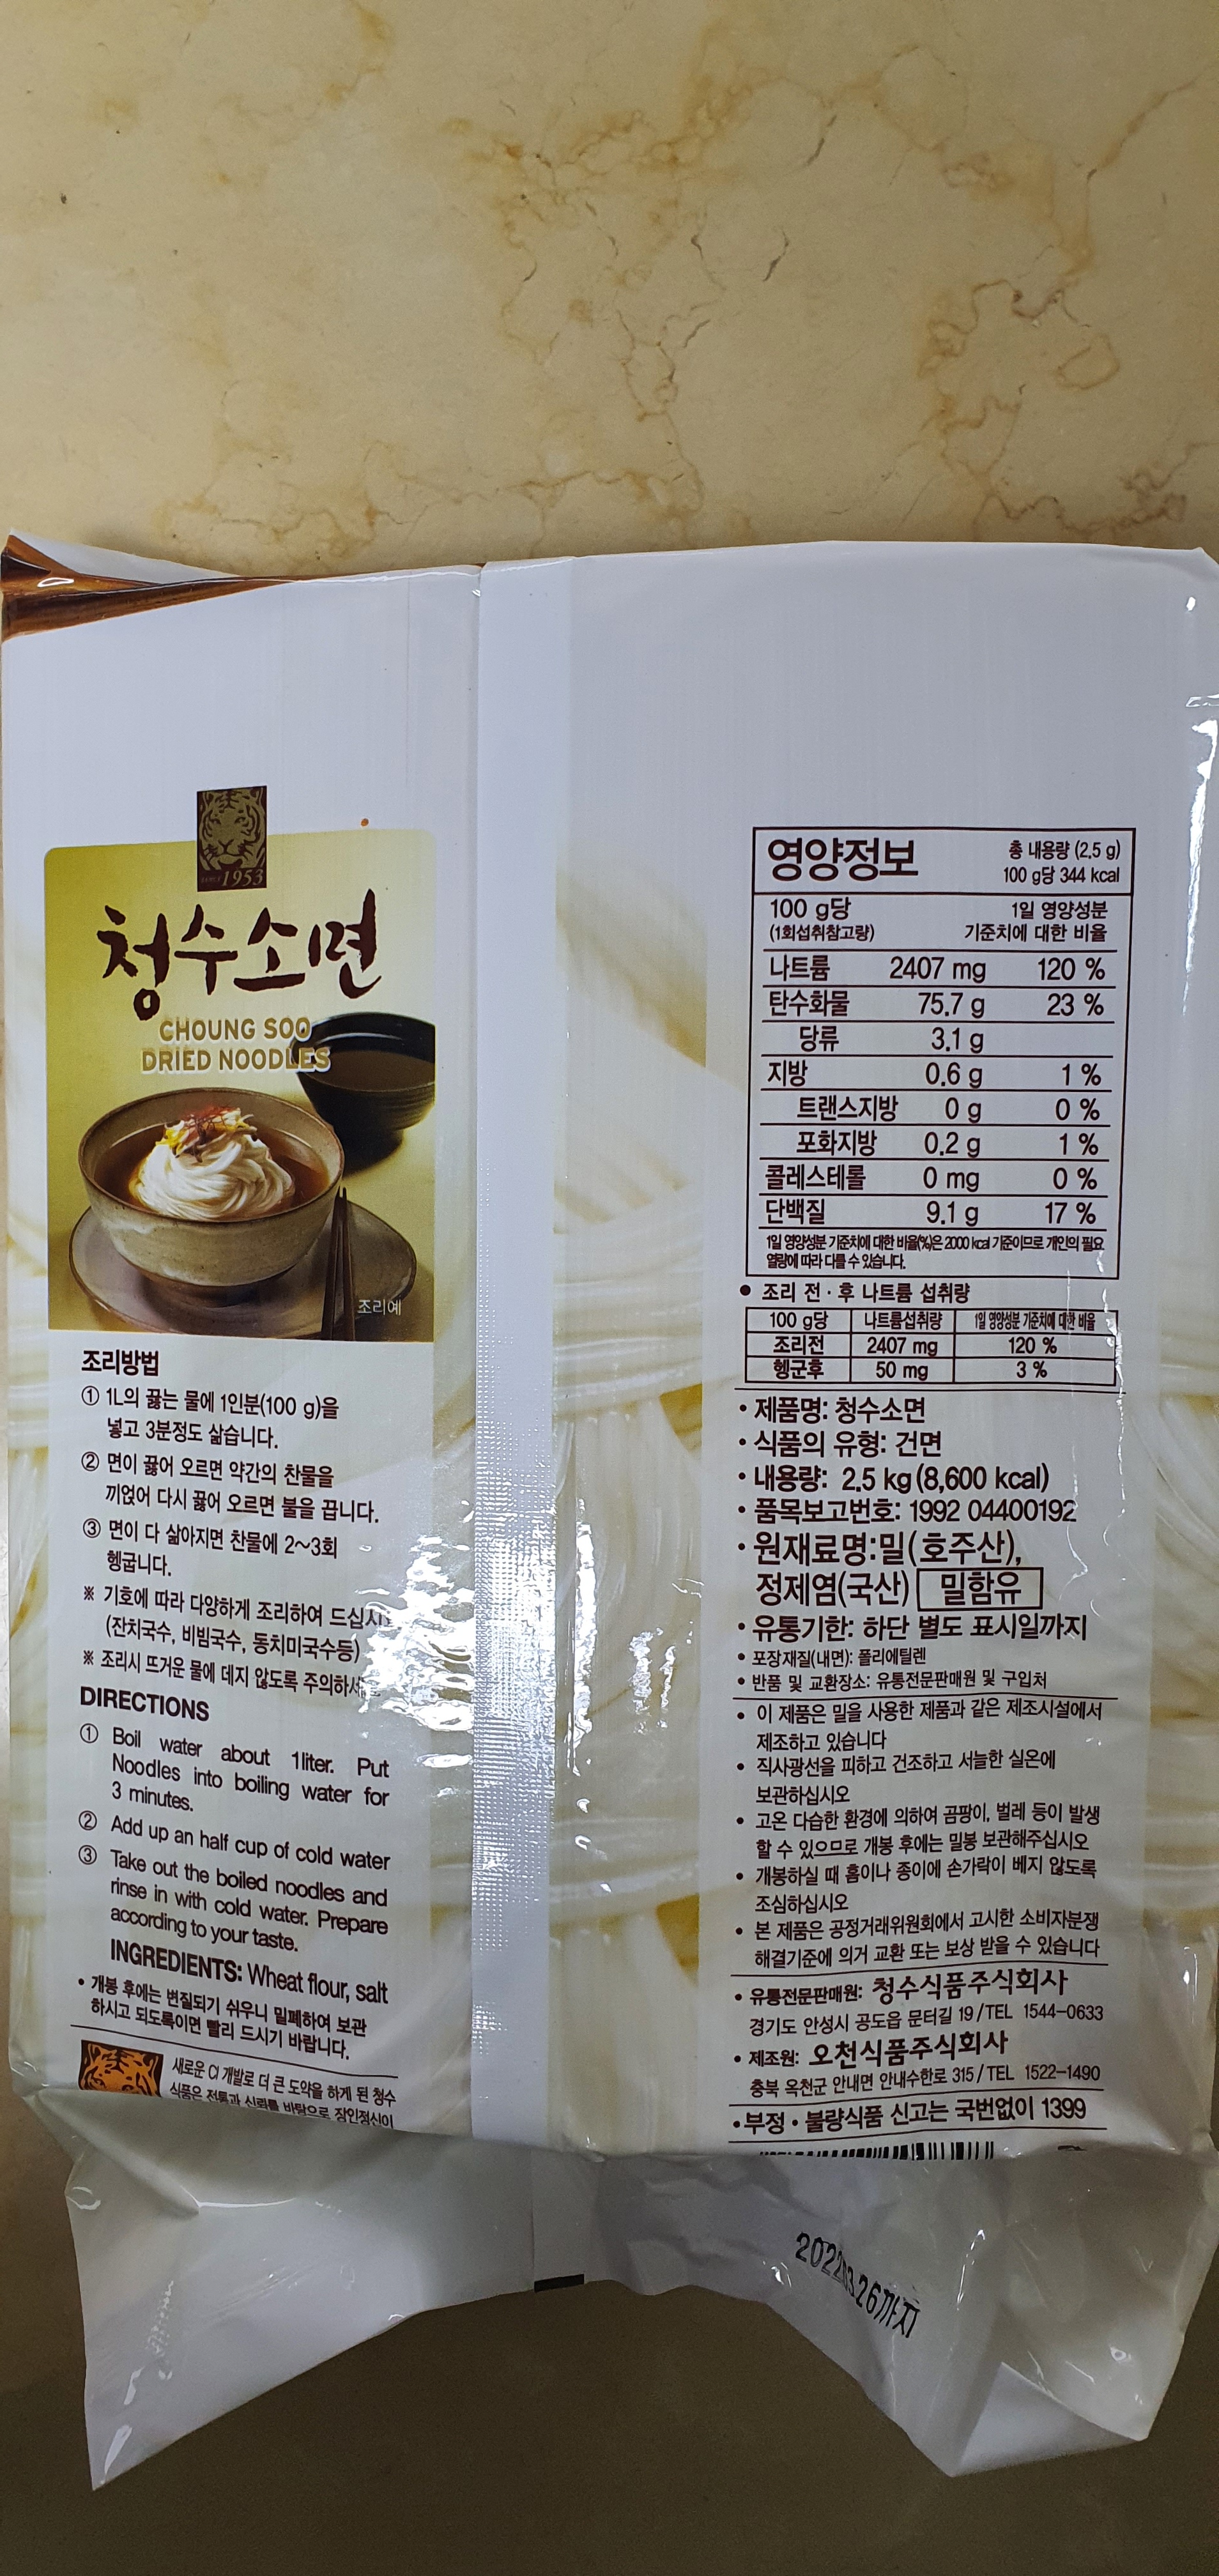 1953
청수소면
CHOUNG SOO
DRIED NOODLES
조리예
조리방법
① 1L의 끓는 물에 1인분(100 g)을
넣고 3분정도 삶습니다.
② 면이 끓어 오르면 약간의 찬물을
끼얹어 다시 끓어 오르면 불을 끕니다.
③ 면이 다 삶아지면 찬물에 2~3회
헹굽니다.
※ 기호에 따라 다양하게 조리하여
(잔치국수, 비빔국수, 동치미국수등)
※ 조리시 뜨거운 물에 데지 않도록
DIRECTIONS
① Boil water about 1liter. Put
Noodles into boiling water for
3 minutes.
② Add up an half cup of cold water
③ Take out the boiled noodles and
rinse in with cold water. Prepare
according to your taste.
INGREDIENTS: Wheat flour, salt
• 개봉 후에는 변질되기 쉬우니 밀폐하여 보관
하시고 되도록이면 빨리 드시기 바랍니다.
새로운 CI 개발로 더 큰 도약을 하게 된 청수
식품은 전통과 신뢰를 바탕으로 장인정신이
영양정보
총 내용량 (2.5 g)
100 g당 344 kcal
100 g당
(1회섭취참고량)
1일 영양성분
기준치에 대한 비율
나트륨 2407 mg 120 %
탄수화물 75.7 g 23 %
당류 3.1 g
지방 0.6 g 1 %
트랜스지방 0 g 0 %
포화지방 0.2 g 1 %
콜레스테롤 0 mg 0 %
단백질 9.1 g 17 %
1일 영양성분 기준치에 대한 비율(%)은 2000 kcal 기준이므로 개인의 필요
열량에 따라 다를 수 있습니다.
• 조리 전 · 후 나트륨 섭취량
100 g당 나트륨섭취량 1일 영양성분 기준치에 대한 비율
조리전 2407 mg 120 %
헹군후 50 mg 3 %
• 제품명: 청수소면
• 식품의 유형: 건면
• 내용량: 2.5 kg (8,600 kcal)
• 품목보고번호: 1992 04400192
• 원재료명:밀(호주산),
정제염(국산) 밀함유
• 유통기한: 하단 별도 표시일까지
• 포장재질(내면): 폴리에틸렌
• 반품 및 교환장소: 유통전문판매원 및 구입처
• 이 제품은 밀을 사용한 제품과 같은 제조시설에서
제조하고 있습니다
• 직사광선을 피하고 건조하고 서늘한 실온에
보관하십시오
• 고온 다습한 환경에 의하여 곰팡이, 벌레 등이 발생
할 수 있으므로 개봉 후에는 밀봉 보관해주십시오
• 개봉하실 때 흠이나 종이에 손가락이 베지 않도록
조심하십시오
• 본 제품은 공정거래위원회에서 고시한 소비자분쟁
해결기준에 의거 교환 또는 보상 받을 수 있습니다
• 유통전문판매원: 청수식품주식회사
경기도 안성시 공도읍 문터길 19 / TEL 1544-0633
• 제조원: 오천식품주식회사
충북 옥천군 안내면 안내수한로 315 / TEL 1522-1490
• 부정 • 불량식품 신고는 국번없이 1399